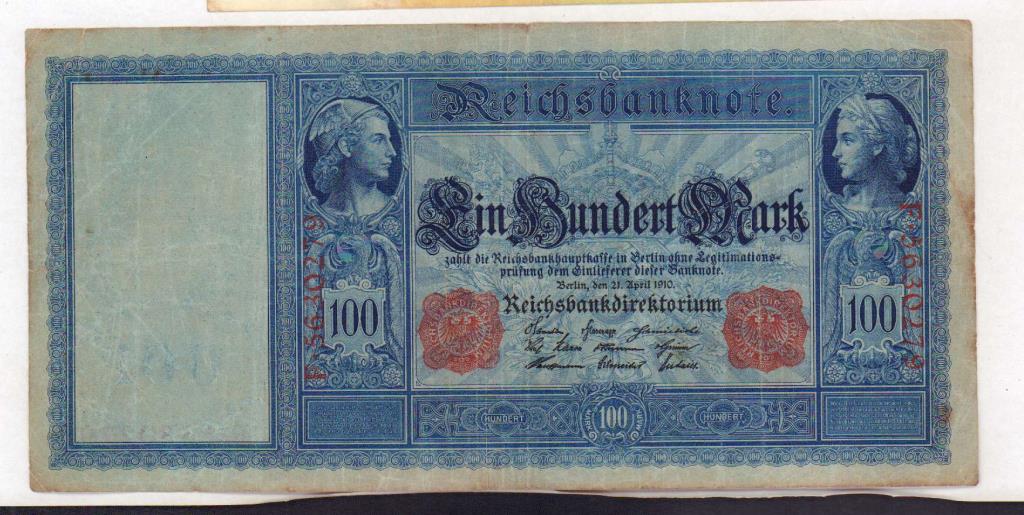 Reichsbanknote.
Ein Hundert Mark
zahlt die Reichsbankhauptkasse in Berlin ohne Legitimations-
prüfung dem Einlieferer dieser Banknote.
Berlin, den 21. April 1910.
Reichsbankdirektorium
F·5630279
100
100
F·5630279
HUNDERT
100
HUNDERT